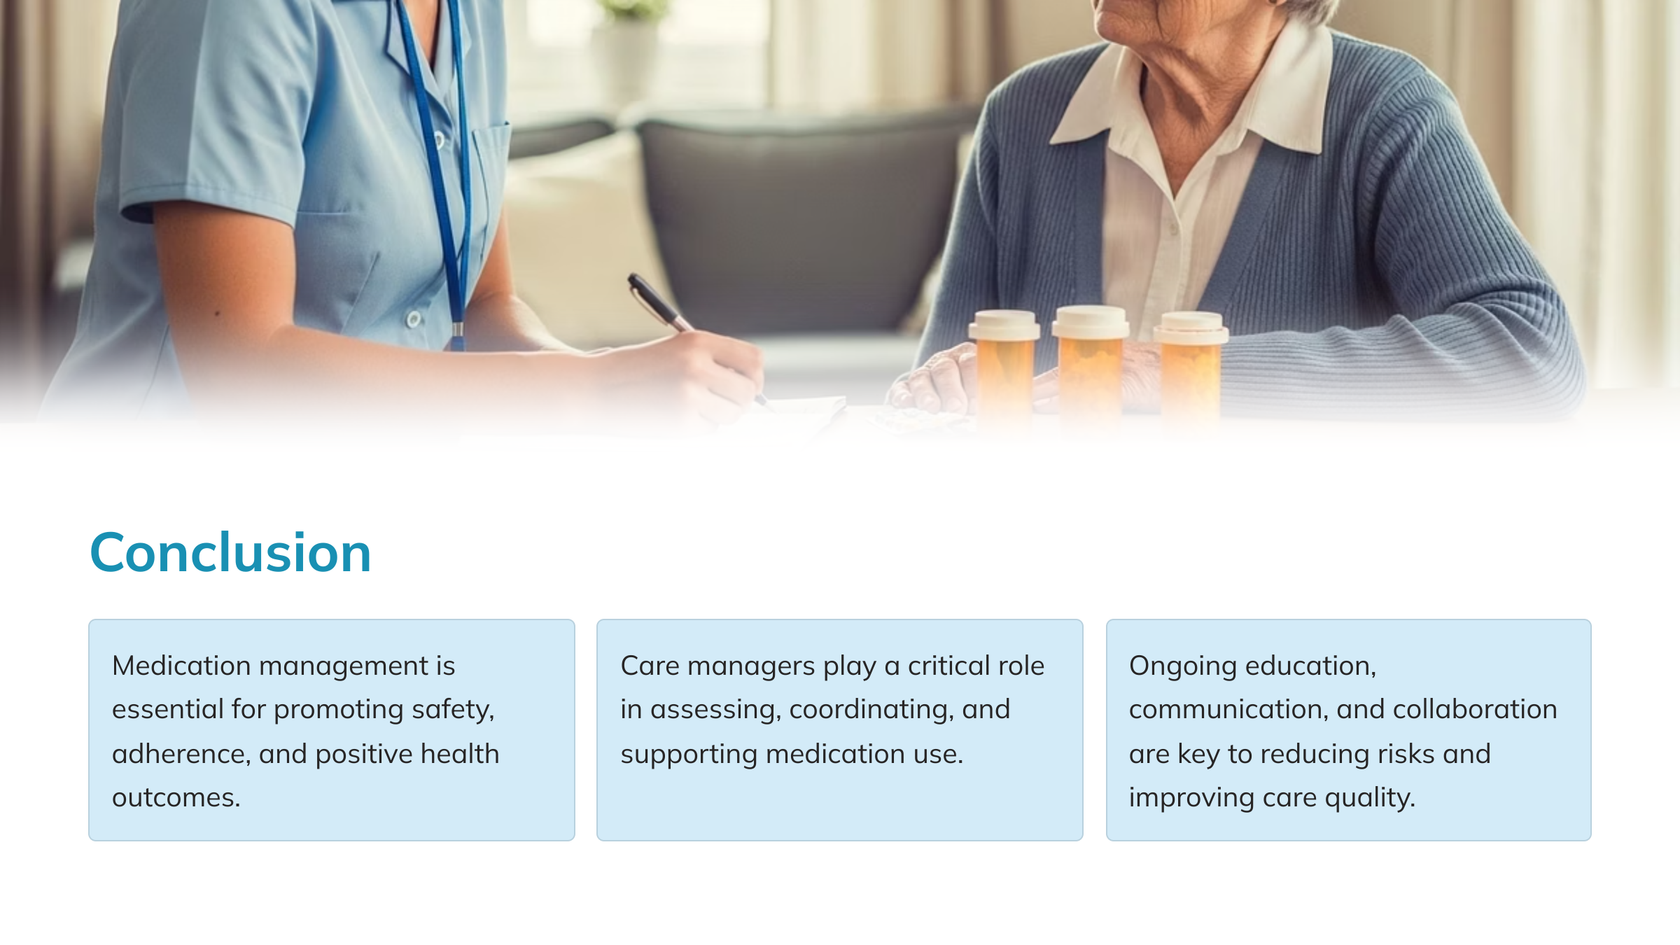 Conclusion
Medication management is
essential for promoting safety,
adherence, and positive health
outcomes.
Care managers play a critical role
in assessing, coordinating, and
supporting medication use.
Ongoing education,
communication, and collaboration
are key to reducing risks and
improving care quality.